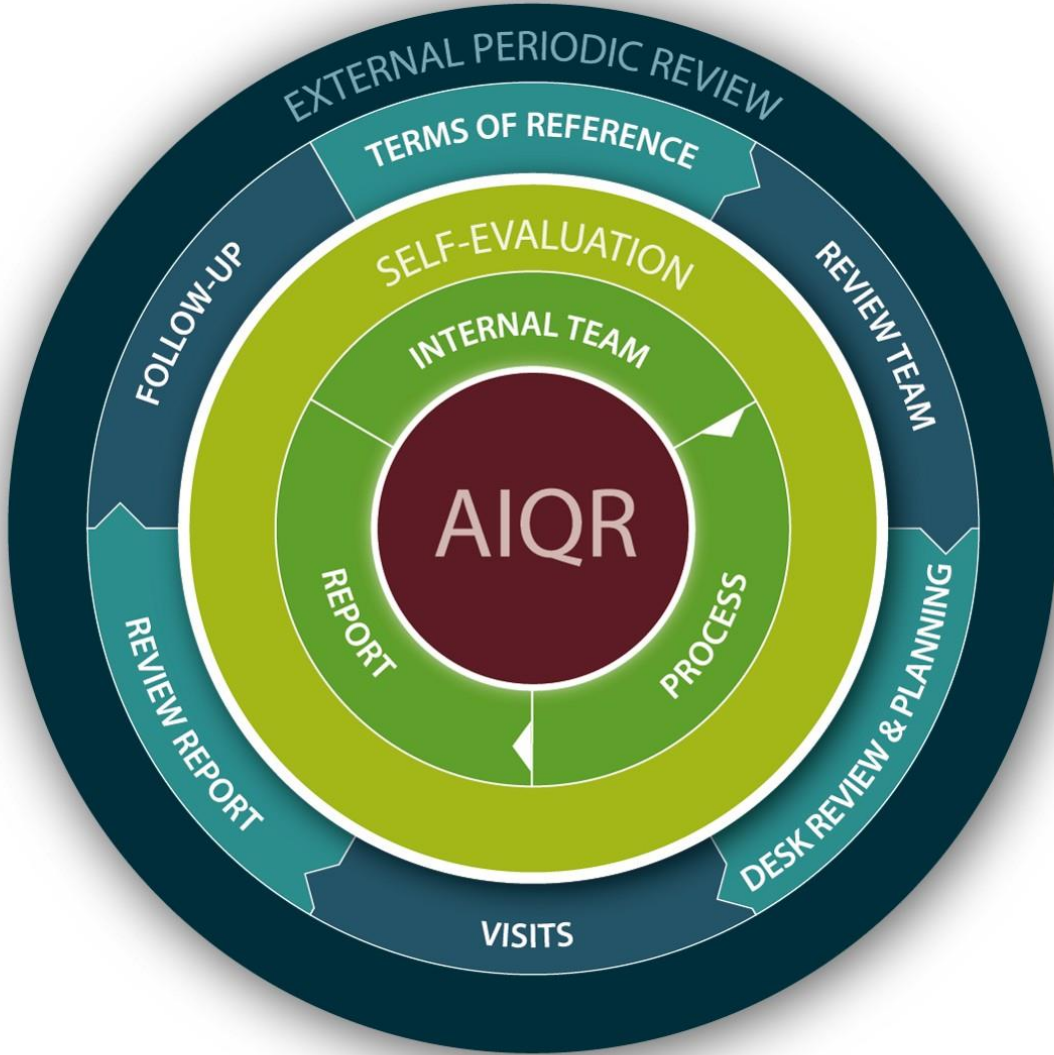 EXTERNAL PERIODIC REVIEW
TERMS OF REFERENCE
REVIEW TEAM
DESK REVIEW & PLANNING
VISITS
REVIEW REPORT
FOLLOW-UP
SELF-EVALUATION
INTERNAL TEAM
PROCESS
REPORT
AIQR